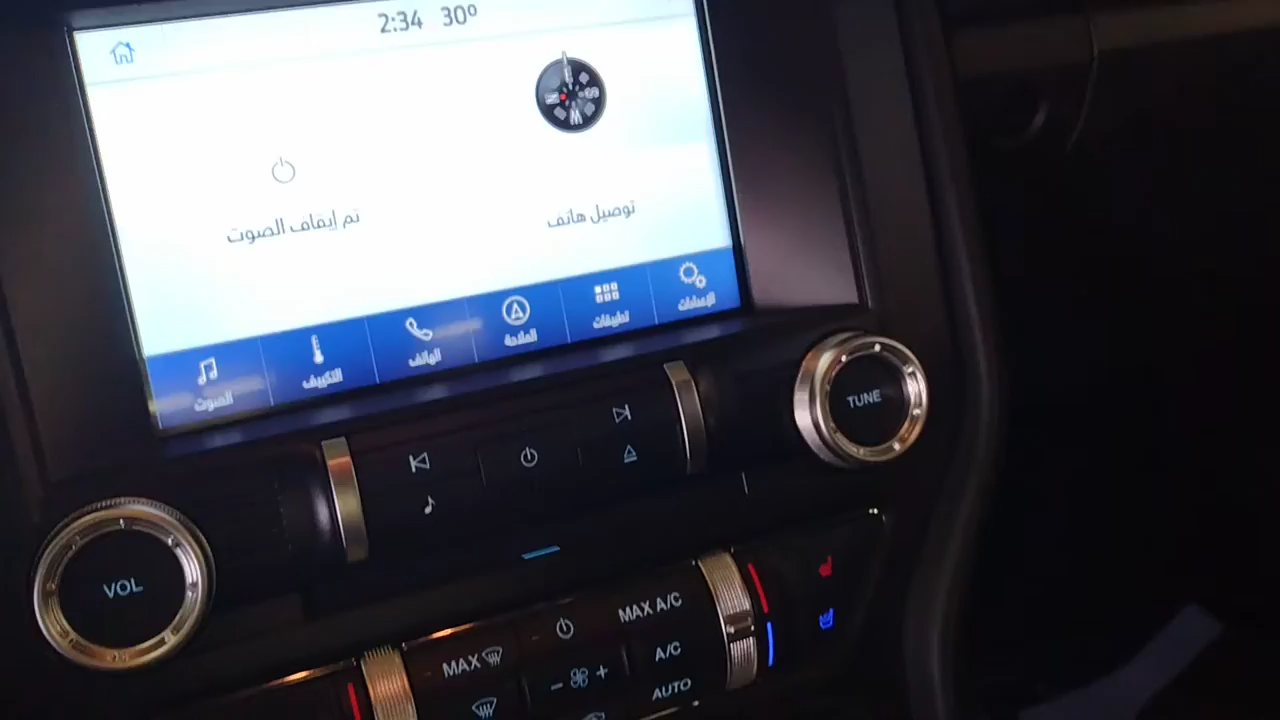 2:34 30°
W
تم إيقاف الصوت
توصيل هاتف
الصوت
التكييف
الهاتف
الملاحة
تطبيقات
الإعدادات
TUNE
VOL
MAX A/C
MAX
A/C
- +
AUTO